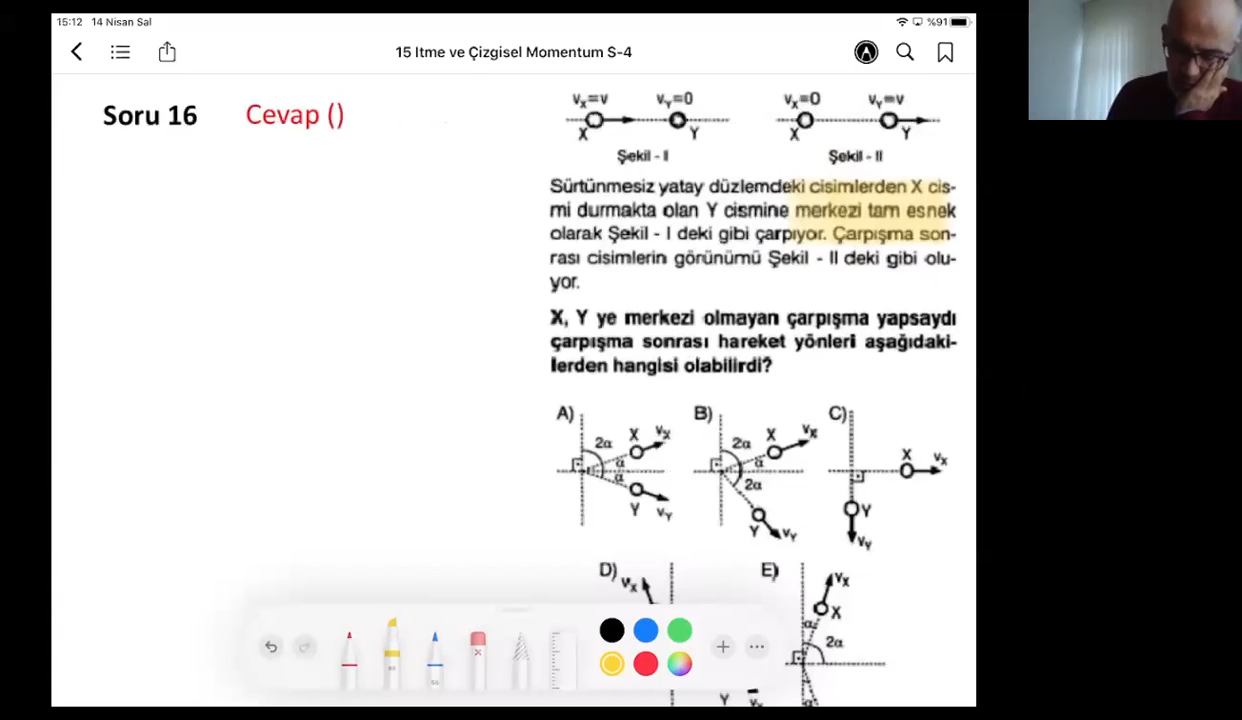 15:12 14 Nisan Sal
%91
15 Itme ve Çizgisel Momentum S-4
Soru 16 Cevap ()
vX=v vY=0 vX=0 vY=v
X Y X Y
Şekil - I Şekil - II
Sürtünmesiz yatay düzlemdeki cisimlerden X cis-
mi durmakta olan Y cismine merkezi tam esnek
olarak Şekil - I deki gibi çarpıyor. Çarpışma son-
rası cisimlerin görünümü Şekil - II deki gibi olu-
yor.
X, Y ye merkezi olmayan çarpışma yapsaydı
çarpışma sonrası hareket yönleri aşağıdaki-
lerden hangisi olabilirdi?
A) B) C)
2α X vX 2α X vX X vX
α α
α 2α
Y vY Y vY Y vY
D) E)
vX vX
X
α 2α
Y α